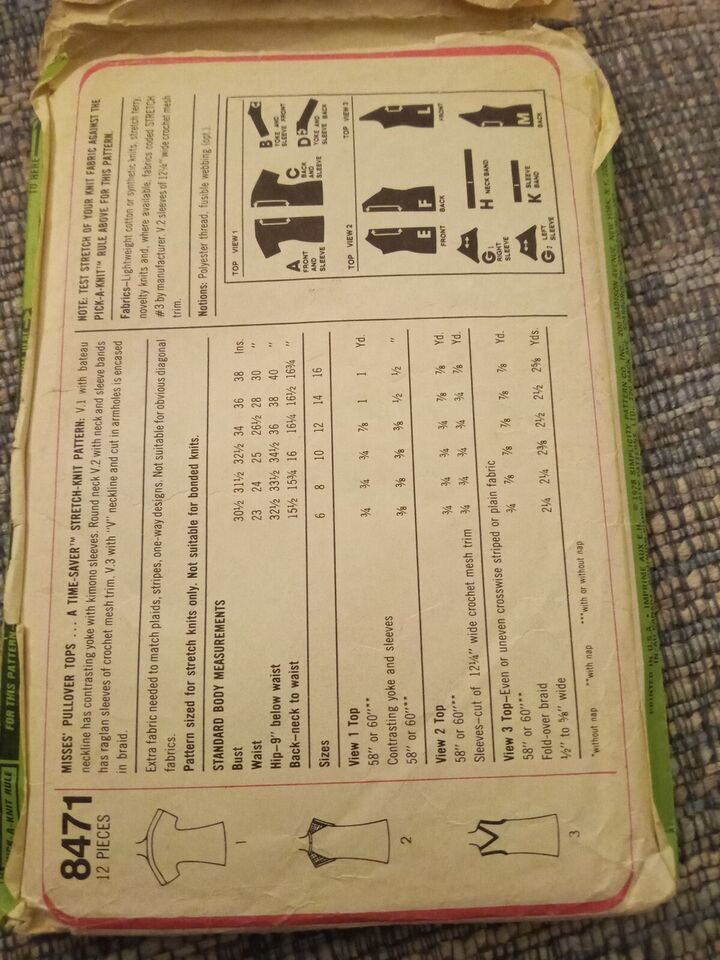 8471
12 PIECES
MISSES' PULLOVER TOPS ... A TIME-SAVER™ STRETCH-KNIT PATTERN: V.1 with bateau
neckline has contrasting yoke with kimono sleeves. Round neck V.2 with neck and sleeve bands
has raglan sleeves of crochet mesh trim. V.3 with "V" neckline and cut in armholes is encased
in braid.
Extra fabric needed to match plaids, stripes, one-way designs. Not suitable for obvious diagonal
fabrics.
Pattern sized for stretch knits only. Not suitable for bonded knits.
STANDARD BODY MEASUREMENTS
Bust 30½ 31½ 32½ 34 36 38 Ins.
Waist 23 24 25 26½ 28 30 "
Hip-9" below waist 32½ 33½ 34½ 36 38 40 "
Back-neck to waist 15½ 15¾ 16 16¼ 16½ 16¾ "
Sizes 6 8 10 12 14 16
View 1 Top
58" or 60"** ¾ ¾ ¾ ⅞ 1 1 Yd.
Contrasting yoke and sleeves
58" or 60"** ⅜ ⅜ ⅜ ⅜ ½ ½ "
View 2 Top
58" or 60"** ¾ ¾ ¾ ¾ ⅞ ⅞ Yd.
Sleeves-cut of 12¼" wide crochet mesh trim ¾ ¾ ¾ ¾ ¾ ⅞ Yd.
View 3 Top-Even or uneven crosswise striped or plain fabric
58" or 60"** ¾ ⅞ ⅞ ⅞ ⅞ ⅞ Yd.
Fold-over braid
½" to ⅝" wide 2¼ 2¼ 2⅜ 2½ 2½ 2⅝ Yds.
*without nap **with nap ***with or without nap
NOTE: TEST STRETCH OF YOUR KNIT FABRIC AGAINST THE
PICK-A-KNIT™ RULE ABOVE FOR THIS PATTERN.
Fabrics-Lightweight cotton or synthetic knits, stretch terry,
novelty knits and, where available, fabrics coded STRETCH
#3 by manufacturer. V.2 sleeves of 12¼" wide crochet mesh
trim.
Notions: Polyester thread, fusible webbing (opt.).
TOP VIEW 1
A FRONT AND SLEEVE
C BACK AND SLEEVE
B YOKE AND SLEEVE FRONT
D YOKE AND SLEEVE BACK
TOP VIEW 2
E FRONT
F BACK
G1 RIGHT SLEEVE
G2 LEFT SLEEVE
H NECK BAND
K SLEEVE BAND
TOP VIEW 3
L FRONT
M BACK
1
2
3
FOR THIS PATTERN
TO HERE
PRINTED IN U.S.A.
© 1978 SIMPLICITY PATTERN CO. INC. 200 MADISON AVENUE, NEW YORK, N.Y.